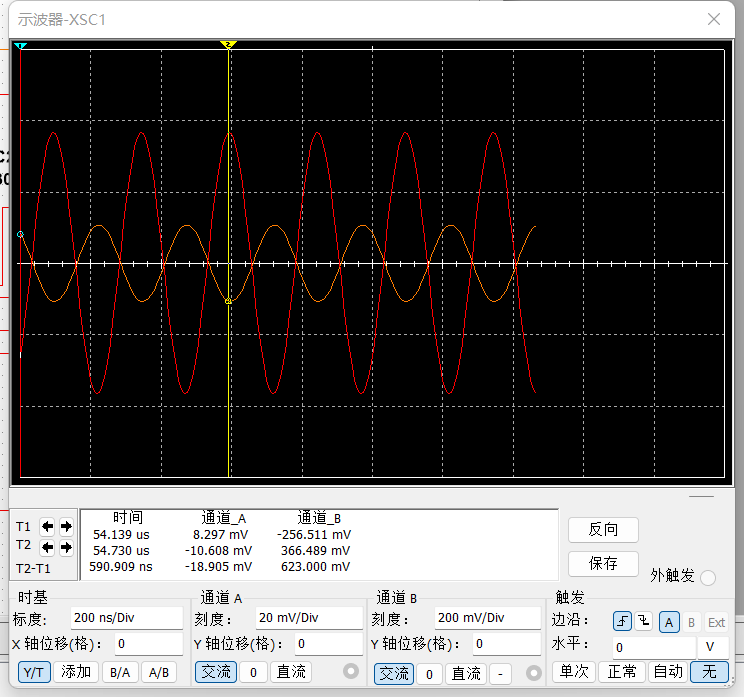 示波器-XSC1
时间 通道_A 通道_B
T1 54.139 us 8.297 mV -256.511 mV
T2 54.730 us -10.608 mV 366.489 mV
T2-T1 590.909 ns -18.905 mV 623.000 mV
反向
保存
外触发
时基 通道 A 通道 B 触发
标度: 200 ns/Div 刻度: 20 mV/Div 刻度: 200 mV/Div 边沿: A B Ext
X 轴位移(格): 0 Y 轴位移(格): 0 Y 轴位移(格): 0 水平: 0 V
Y/T 添加 B/A A/B 交流 0 直流 交流 0 直流 - 单次 正常 自动 无